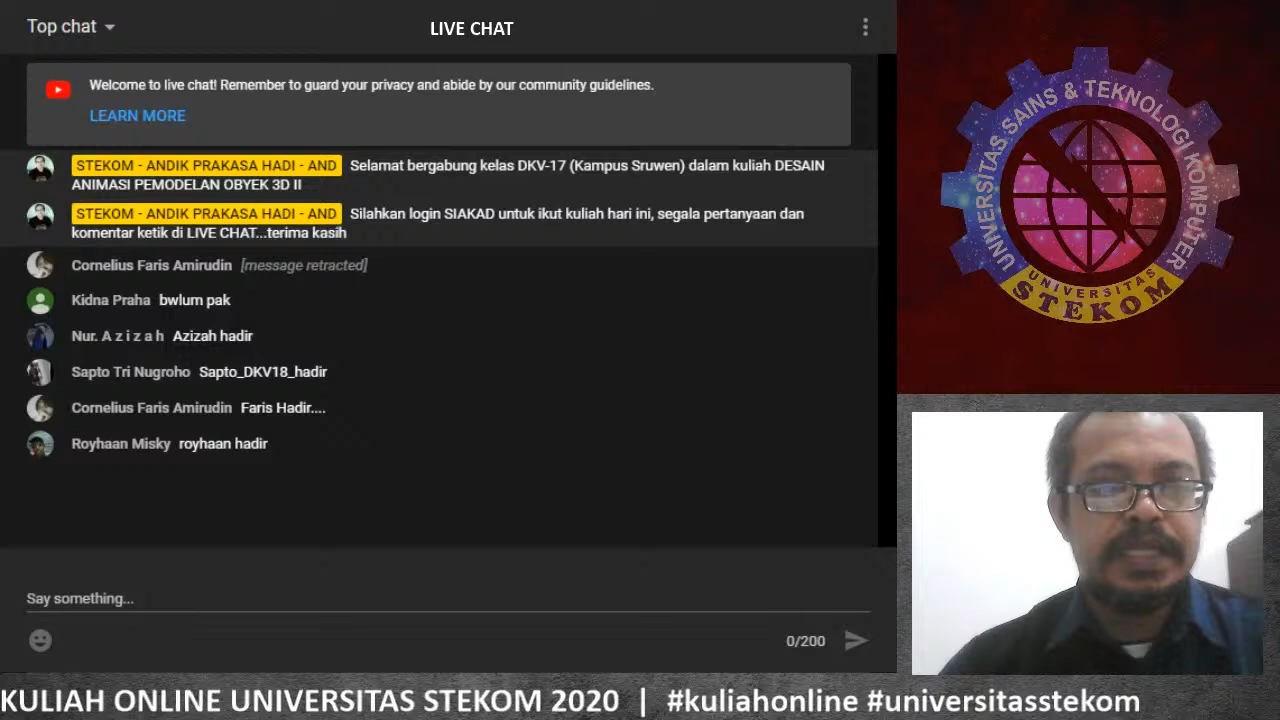 Top chat
LIVE CHAT
Welcome to live chat! Remember to guard your privacy and abide by our community guidelines.
LEARN MORE
STEKOM - ANDIK PRAKASA HADI - AND Selamat bergabung kelas DKV-17 (Kampus Sruwen) dalam kuliah DESAIN
ANIMASI PEMODELAN OBYEK 3D II
STEKOM - ANDIK PRAKASA HADI - AND Silahkan login SIAKAD untuk ikut kuliah hari ini, segala pertanyaan dan
komentar ketik di LIVE CHAT...terima kasih
Cornelius Faris Amirudin [message retracted]
Kidna Praha bwlum pak
Nur. A z i z a h Azizah hadir
Sapto Tri Nugroho Sapto_DKV18_hadir
Cornelius Faris Amirudin Faris Hadir....
Royhaan Misky royhaan hadir
Say something...
0/200
UNIVERSITAS SAINS & TEKNOLOGI KOMPUTER
UNIVERSITAS
STEKOM
KULIAH ONLINE UNIVERSITAS STEKOM 2020 | #kuliahonline #universitasstekom